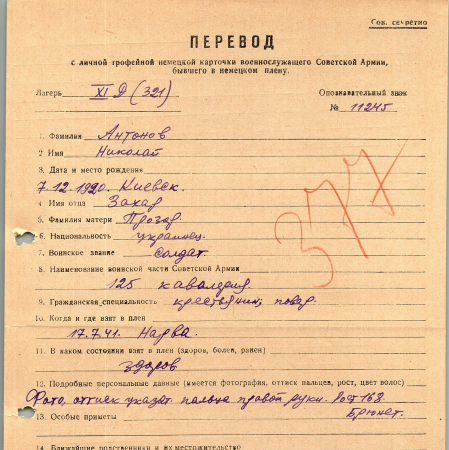 Сов. секретно
ПЕРЕВОД
с личной трофейной немецкой карточки военнослужащего Советской Армии,
бывшего в немецком плену.
Лагерь XI D (321) Опознавательный знак
№ 11245
1. Фамилия Антонов
2 Имя Николай
3. Дата и место рождения
7.12.1920. Киевск.
4 Имя отца Захар
5. Фамилия матери
6. Национальность украинец.
7. Воинское звание солдат.
8. Наименование воинской части Советской Армии
125 кавалерия.
9. Гражданская специальность крестьянин, повар.
10. Когда и где взят в плен
17.7.41. Нарва.
11. В каком состоянии взят в плен (здоров, болен, ранен)
здоров
12. Подробные персональные данные (имеется фотография, оттиск пальцев, рост, цвет волос)
Фото, оттиск указат. пальца правой руки. Рост 168.
Брюнет.
13. Особые приметы
14. Ближайшие родственники и их местожительство